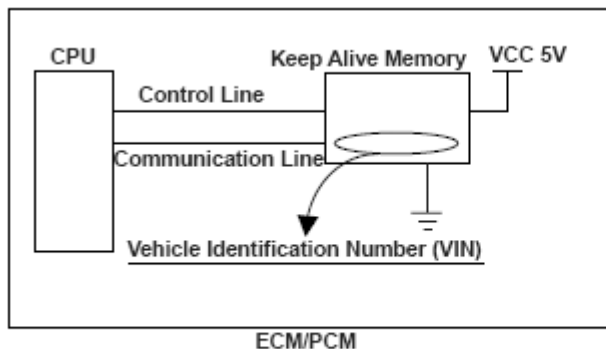 CPU
Keep Alive Memory
VCC 5V
Control Line
Communication Line
Vehicle Identification Number (VIN)
ECM/PCM